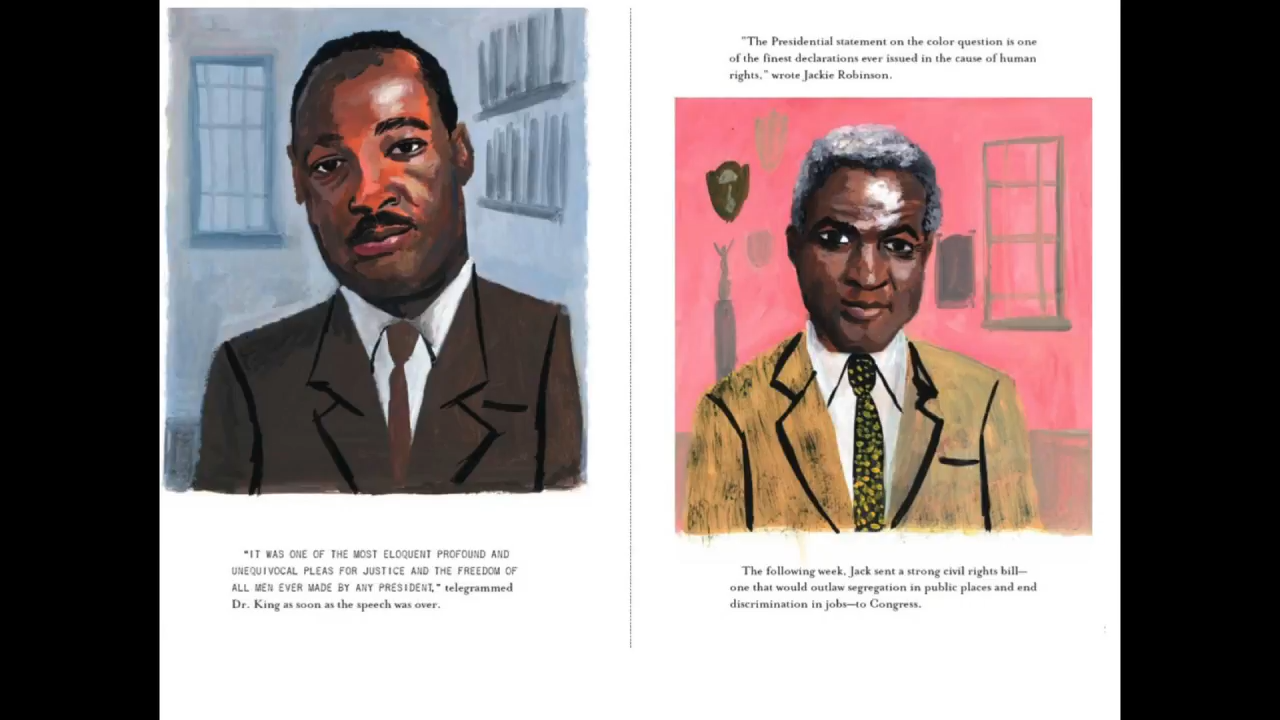 "IT WAS ONE OF THE MOST ELOQUENT PROFOUND AND
UNEQUIVOCAL PLEAS FOR JUSTICE AND THE FREEDOM OF
ALL MEN EVER MADE BY ANY PRESIDENT," telegrammed
Dr. King as soon as the speech was over.
"The Presidential statement on the color question is one
of the finest declarations ever issued in the cause of human
rights," wrote Jackie Robinson.
The following week, Jack sent a strong civil rights bill—
one that would outlaw segregation in public places and end
discrimination in jobs—to Congress.